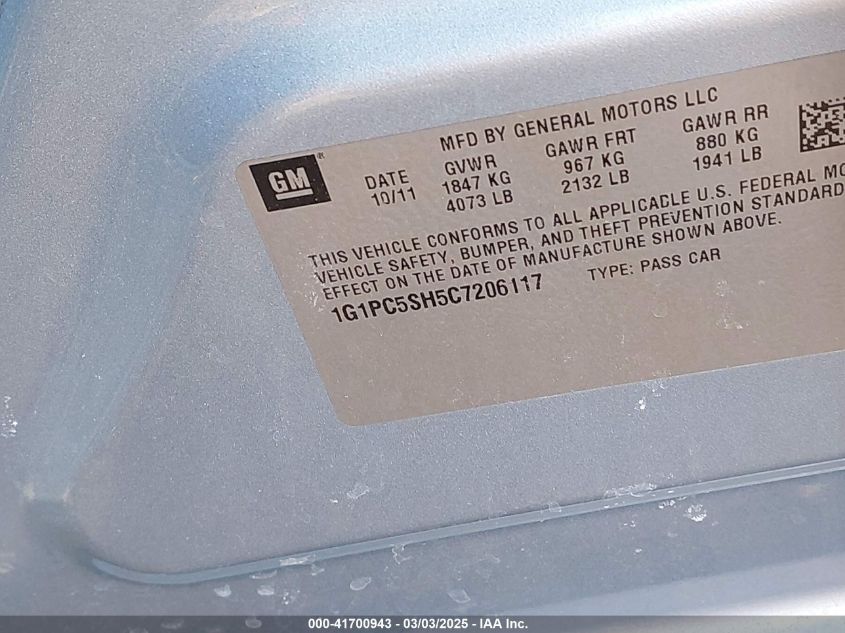 MFD BY GENERAL MOTORS LLC
GM
DATE GVWR GAWR FRT GAWR RR
10/11 1847 KG 967 KG 880 KG
4073 LB 2132 LB 1941 LB
THIS VEHICLE CONFORMS TO ALL APPLICABLE U.S. FEDERAL MO
VEHICLE SAFETY, BUMPER, AND THEFT PREVENTION STANDARD
EFFECT ON THE DATE OF MANUFACTURE SHOWN ABOVE.
1G1PC5SH5C7206117 TYPE: PASS CAR
000-41700943 - 03/03/2025 - IAA Inc.